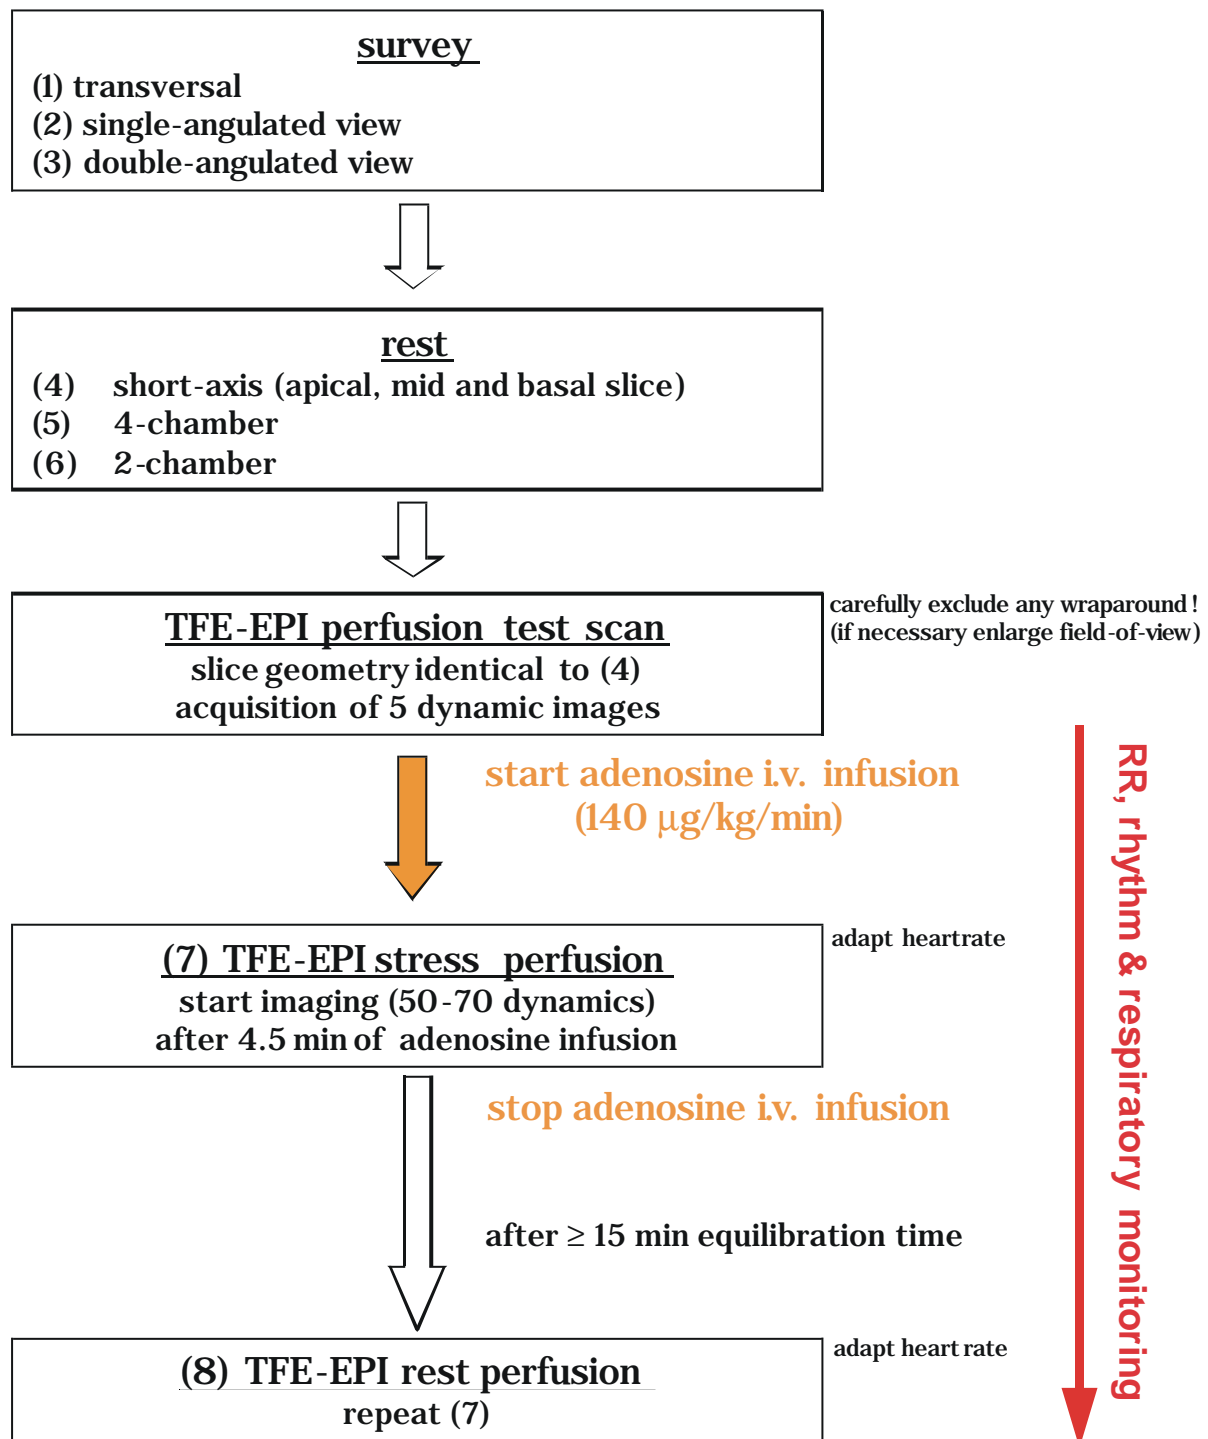 survey
(1) transversal
(2) single-angulated view
(3) double-angulated view
rest
(4) short-axis (apical, mid and basal slice)
(5) 4-chamber
(6) 2-chamber
TFE-EPI perfusion test scan
slice geometry identical to (4)
acquisition of 5 dynamic images
carefully exclude any wraparound!
(if necessary enlarge field-of-view)
start adenosine i.v. infusion
(140 µg/kg/min)
(7) TFE-EPI stress perfusion
start imaging (50-70 dynamics)
after 4.5 min of adenosine infusion
adapt heartrate
stop adenosine i.v. infusion
after ≥ 15 min equilibration time
(8) TFE-EPI rest perfusion
repeat (7)
adapt heart rate
RR, rhythm & respiratory monitoring